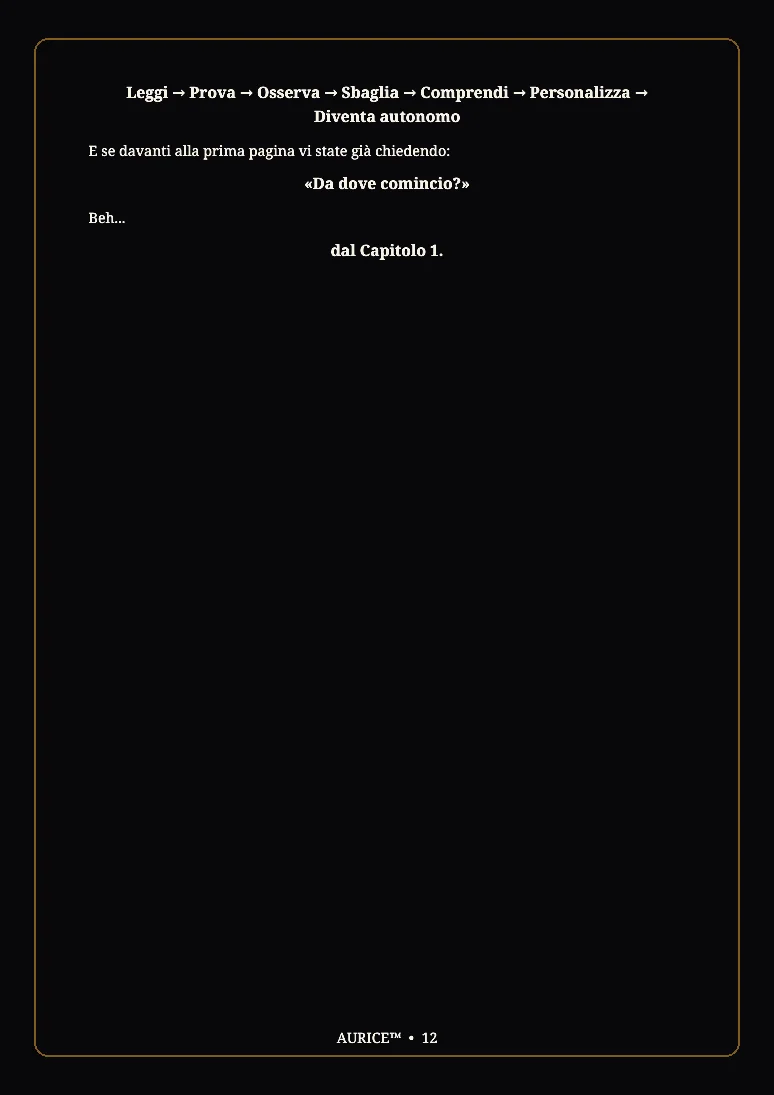 Leggi → Prova → Osserva → Sbaglia → Comprendi → Personalizza →
Diventa autonomo
E se davanti alla prima pagina vi state già chiedendo:
«Da dove comincio?»
Beh...
dal Capitolo 1.
AURICE™ • 12